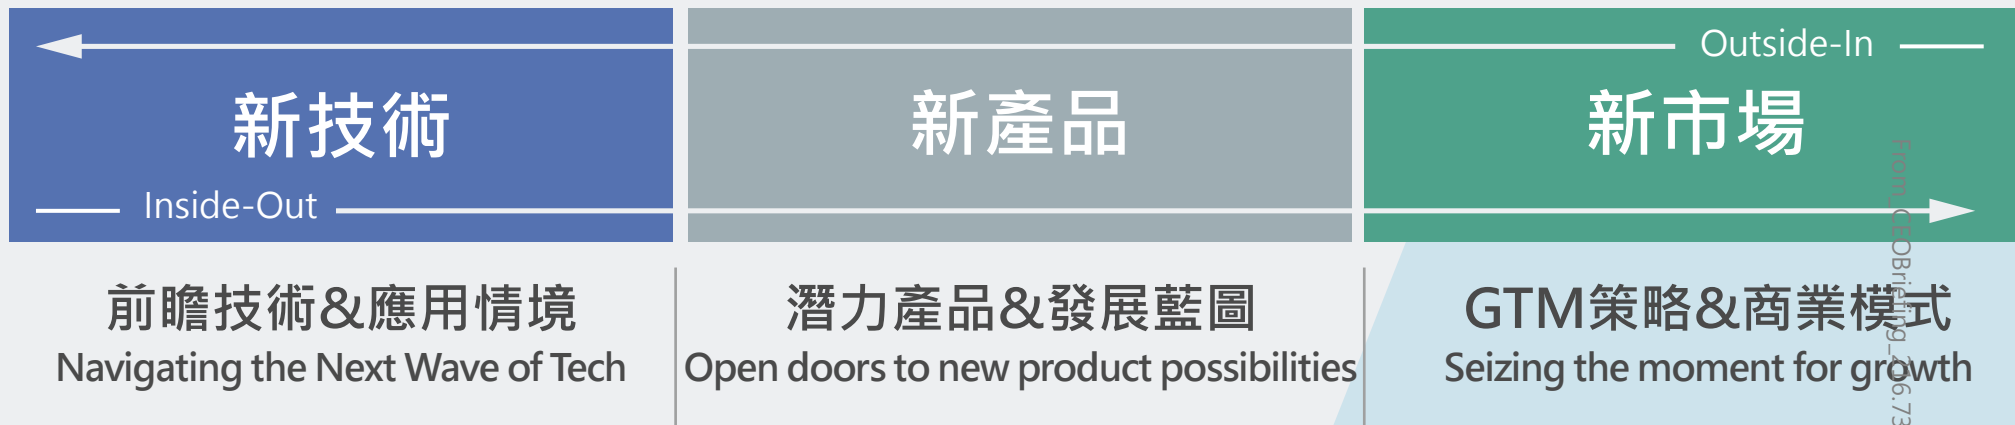 Outside-In
新技術
新產品
新市場
Inside-Out
前瞻技術&應用情境
Navigating the Next Wave of Tech
潛力產品&發展藍圖
Open doors to new product possibilities
GTM策略&商業模式
Seizing the moment for growth
From_CEOBriefing_216.73